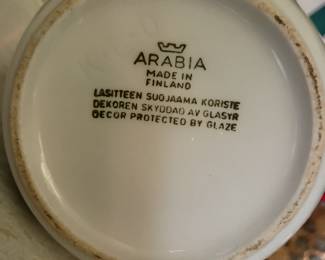 ARABIA
MADE IN
FINLAND
LASITTEEN SUOJAAMA KORISTE
DEKOREN SKYDDAD AV GLASYR
DECOR PROTECTED BY GLAZE